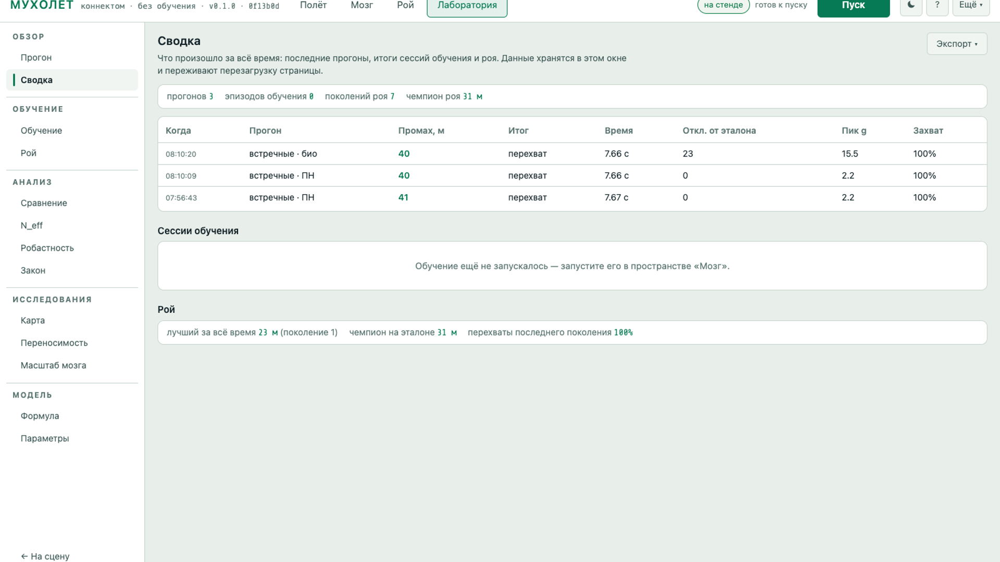 МУХОЛЕТ коннектом · без обучения · v0.1.0 · 0f13b0d Полёт Мозг Рой Лаборатория на стенде готов к пуску Пуск ? Ещё ▾
ОБЗОР
Прогон
Сводка
ОБУЧЕНИЕ
Обучение
Рой
АНАЛИЗ
Сравнение
N_eff
Робастность
Закон
ИССЛЕДОВАНИЯ
Карта
Переносимость
Масштаб мозга
МОДЕЛЬ
Формула
Параметры
← На сцену
Сводка
Экспорт ▾
Что произошло за всё время: последние прогоны, итоги сессий обучения и роя. Данные хранятся в этом окне
и переживают перезагрузку страницы.
прогонов 3 эпизодов обучения 0 поколений роя 7 чемпион роя 31 м
Когда Прогон Промах, м Итог Время Откл. от эталона Пик g Захват
08:10:20 встречные · био 40 перехват 7.66 с 23 15.5 100%
08:10:09 встречные · ПН 40 перехват 7.66 с 0 2.2 100%
07:56:43 встречные · ПН 41 перехват 7.67 с 0 2.2 100%
Сессии обучения
Обучение ещё не запускалось — запустите его в пространстве «Мозг».
Рой
лучший за всё время 23 м (поколение 1) чемпион на эталоне 31 м перехваты последнего поколения 100%